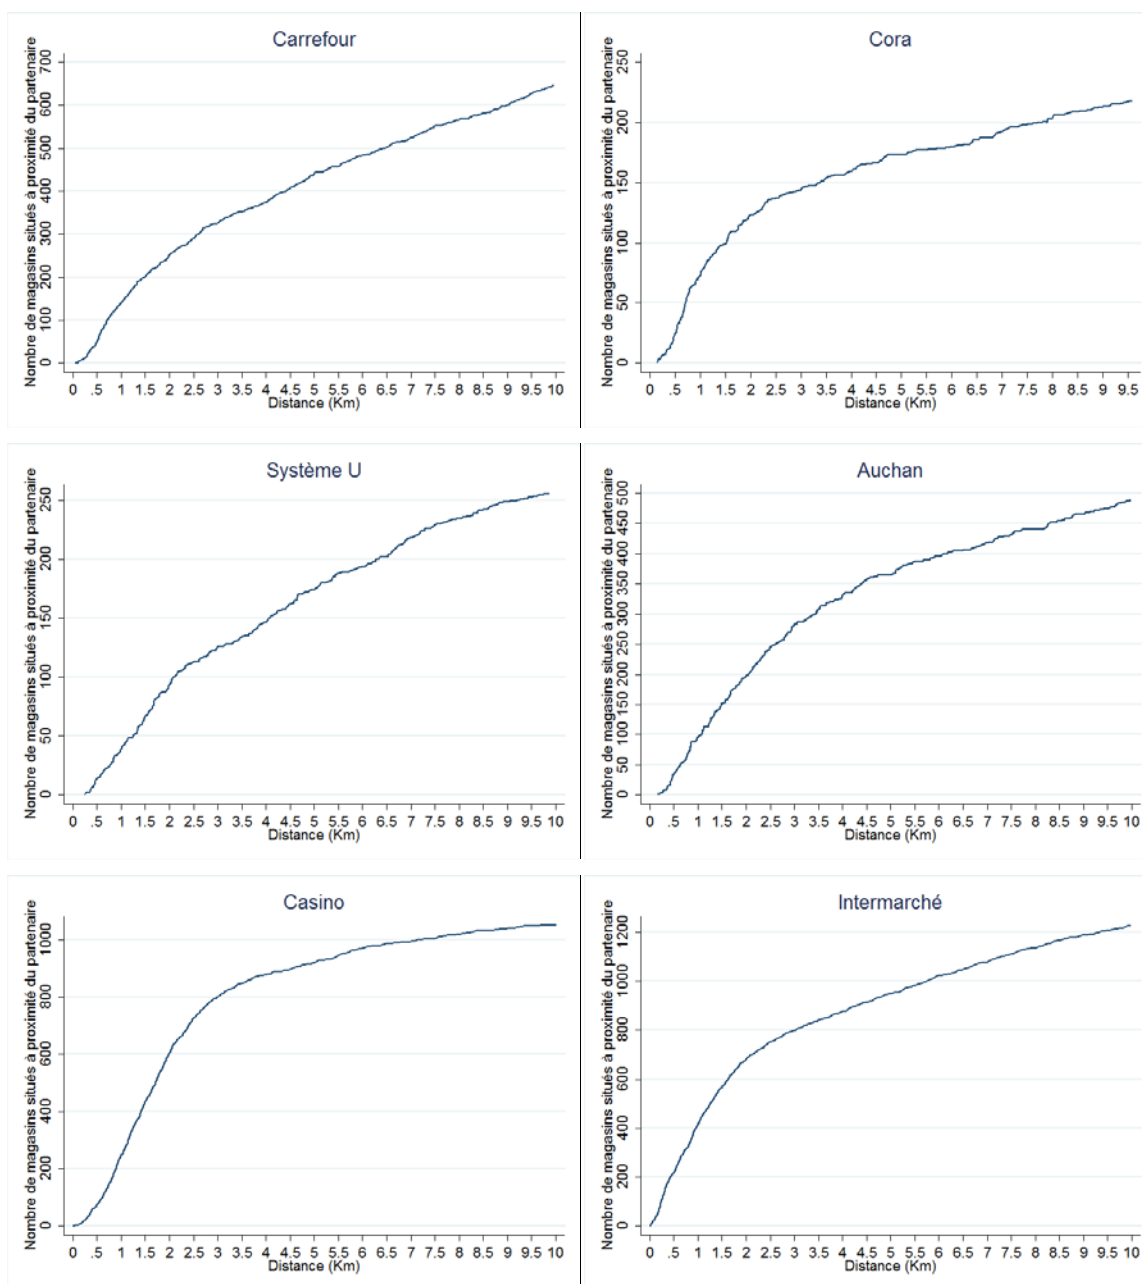 Carrefour
Nombre de magasins situés à proximité du partenaire
700
600
500
400
300
200
100
0
0 .5 1 1.5 2 2.5 3 3.5 4 4.5 5 5.5 6 6.5 7 7.5 8 8.5 9 9.5 10
Distance (Km)
Cora
Nombre de magasins situés à proximité du partenaire
250
200
150
100
50
0
0 .5 1 1.5 2 2.5 3 3.5 4 4.5 5 5.5 6 6.5 7 7.5 8 8.5 9 9.5
Distance (Km)
Système U
Nombre de magasins situés à proximité du partenaire
250
200
150
100
50
0
0 .5 1 1.5 2 2.5 3 3.5 4 4.5 5 5.5 6 6.5 7 7.5 8 8.5 9 9.5 10
Distance (Km)
Auchan
Nombre de magasins situés à proximité du partenaire
500
450
400
350
300
250
200
150
100
50
0
0 .5 1 1.5 2 2.5 3 3.5 4 4.5 5 5.5 6 6.5 7 7.5 8 8.5 9 9.5 10
Distance (Km)
Casino
Nombre de magasins situés à proximité du partenaire
1000
800
600
400
200
0
0 .5 1 1.5 2 2.5 3 3.5 4 4.5 5 5.5 6 6.5 7 7.5 8 8.5 9 9.5 10
Distance (Km)
Intermarché
Nombre de magasins situés à proximité du partenaire
1200
1000
800
600
400
200
0
0 .5 1 1.5 2 2.5 3 3.5 4 4.5 5 5.5 6 6.5 7 7.5 8 8.5 9 9.5 10
Distance (Km)